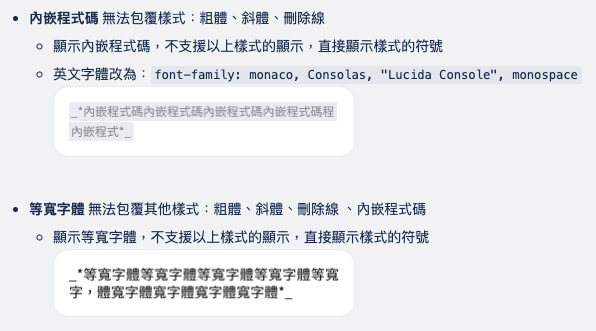 內嵌程式碼 無法包覆樣式：粗體、斜體、刪除線
顯示內嵌程式碼，不支援以上樣式的顯示，直接顯示樣式的符號
英文字體改為： font-family: monaco, Consolas, "Lucida Console", monospace
_*內嵌程式碼內嵌程式碼內嵌程式碼內嵌程式碼程
內嵌程式*_
等寬字體 無法包覆其他樣式：粗體、斜體、刪除線 、內嵌程式碼
顯示等寬字體，不支援以上樣式的顯示，直接顯示樣式的符號
_*等寬字體等寬字體等寬字體等寬字體等寬
字，體寬字體寬字體寬字體寬字體*_